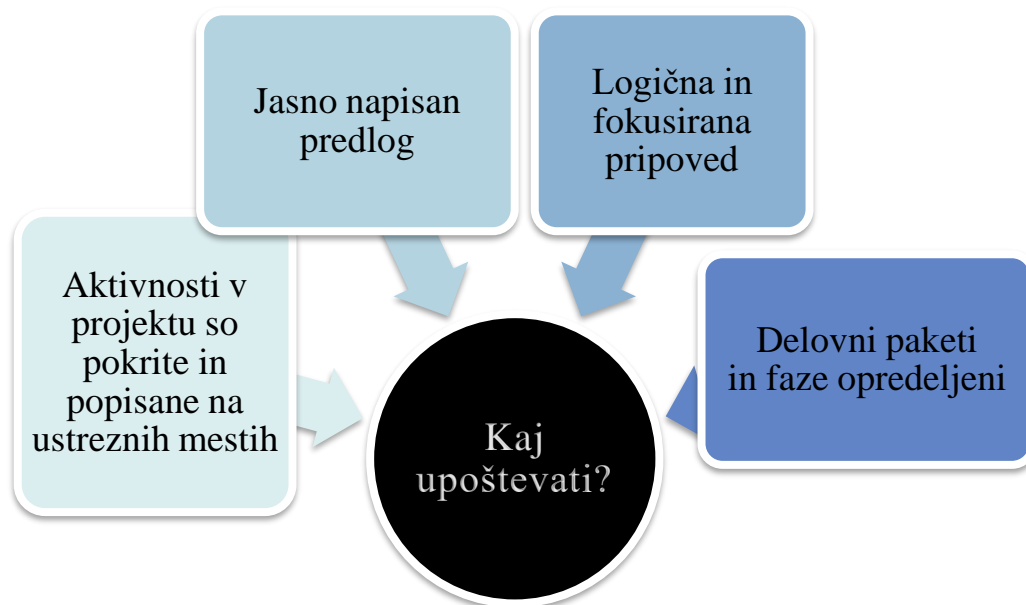 Jasno napisan
predlog
Logična in
fokusirana
pripoved
Aktivnosti v
projektu so
pokrite in
popisane na
ustreznih mestih
Delovni paketi
in faze opredeljeni
Kaj
upoštevati?